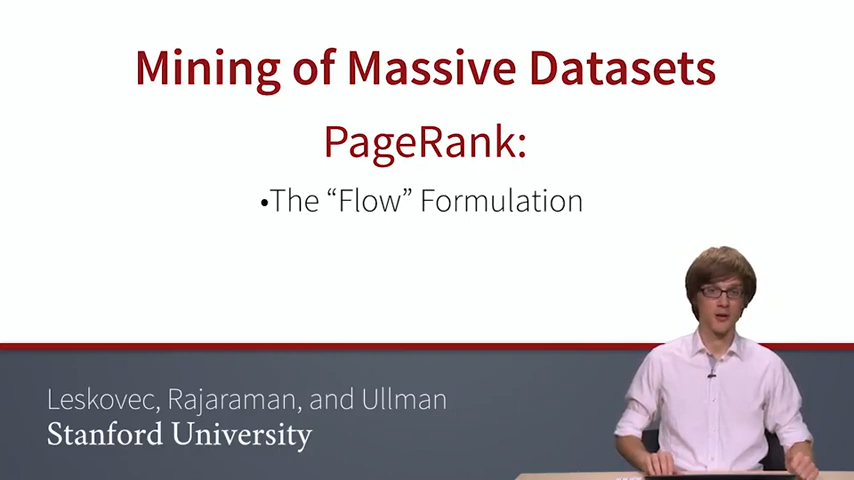 Mining of Massive Datasets
PageRank:
•The “Flow” Formulation
Leskovec, Rajaraman, and Ullman
Stanford University